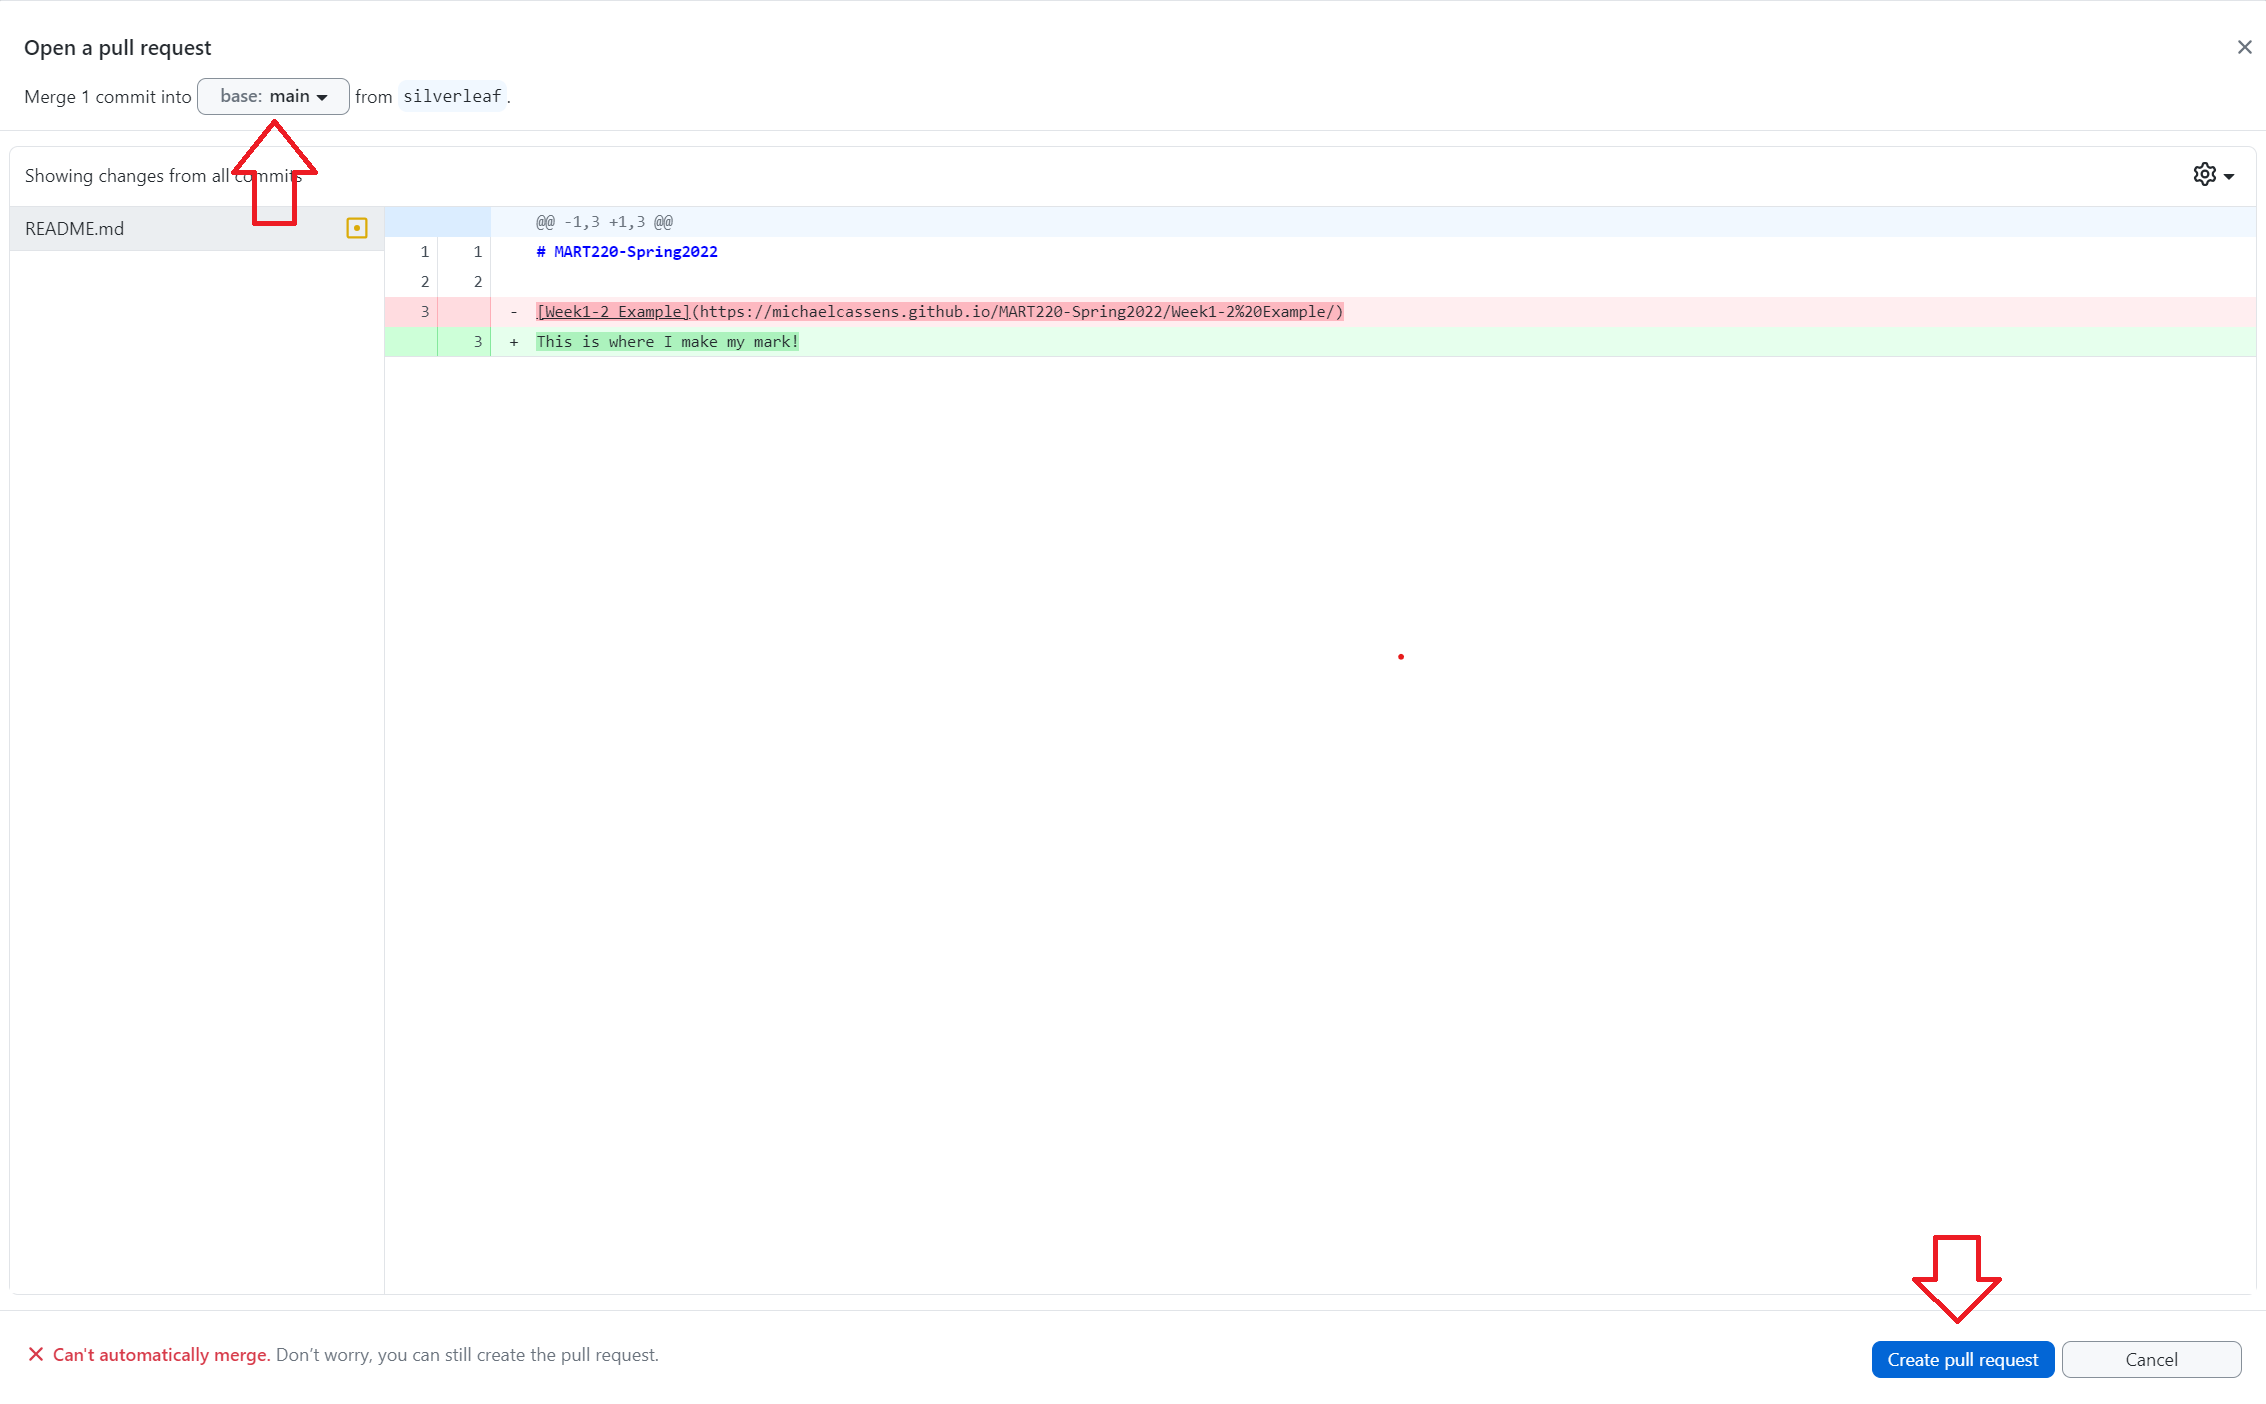 Open a pull request
Merge 1 commit into base: main from silverleaf.
Showing changes from all commits
README.md
@@ -1,3 +1,3 @@
1 1 # MART220-Spring2022
2 2
3 - [Week1-2 Example](https://michaelcassens.github.io/MART220-Spring2022/Week1-2%20Example/)
3 + This is where I make my mark!
Can't automatically merge. Don’t worry, you can still create the pull request.
Create pull request
Cancel